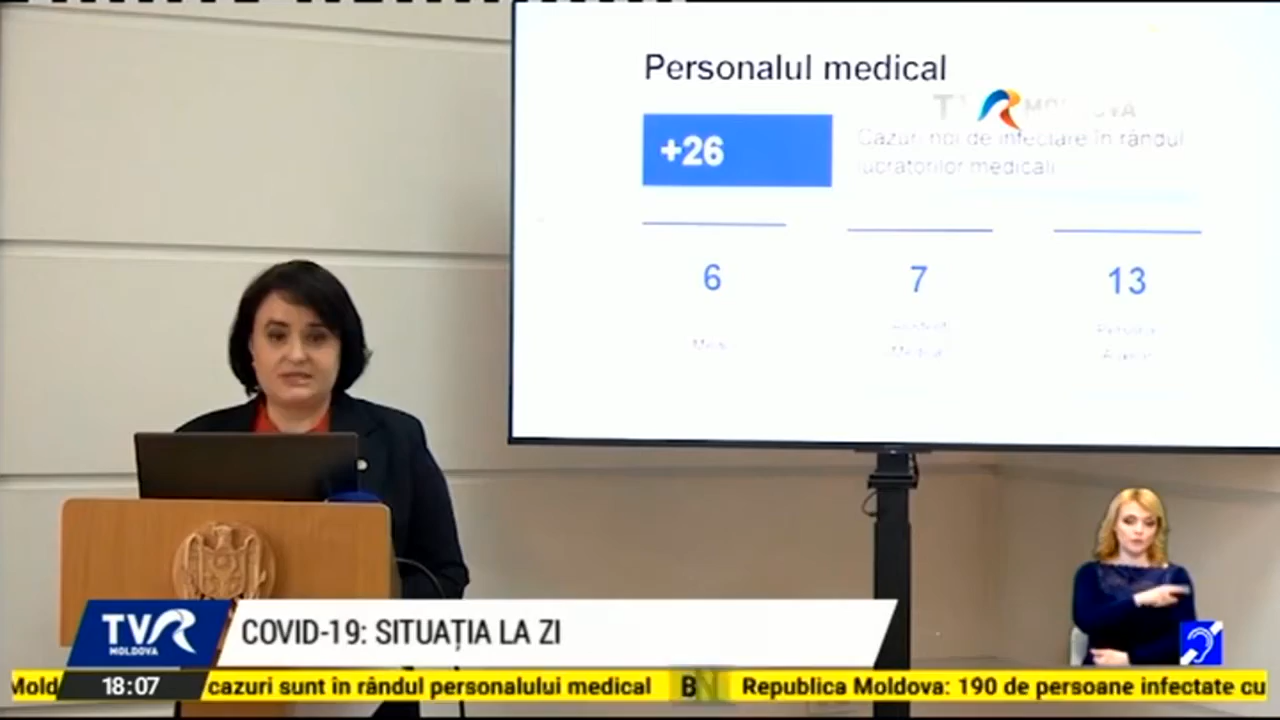 Personalul medical
TVR MOLDOVA
+26
Cazuri noi de infectare în rândul
lucrătorilor medicali
6
7
13
TVR
MOLDOVA
COVID-19: SITUAȚIA LA ZI
18:07
cazuri sunt în rândul personalului medical
Republica Moldova: 190 de persoane infectate cu